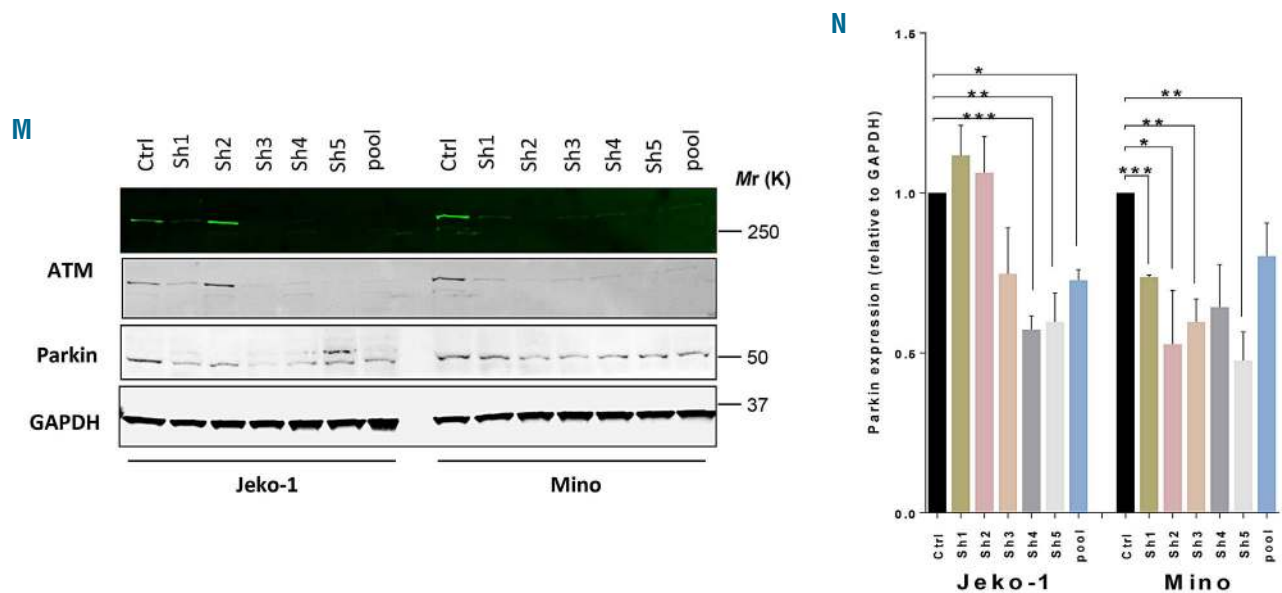 M
Ctrl Sh1 Sh2 Sh3 Sh4 Sh5 pool Ctrl Sh1 Sh2 Sh3 Sh4 Sh5 pool
Mr (K)
250
ATM
Parkin
50
GAPDH
37
Jeko-1 Mino
N
Parkin expression (relative to GAPDH)
1.5
1.0
0.5
0.0
*
**
***
**
**
*
***
Ctrl Sh1 Sh2 Sh3 Sh4 Sh5 pool Ctrl Sh1 Sh2 Sh3 Sh4 Sh5 pool
Jeko-1 Mino